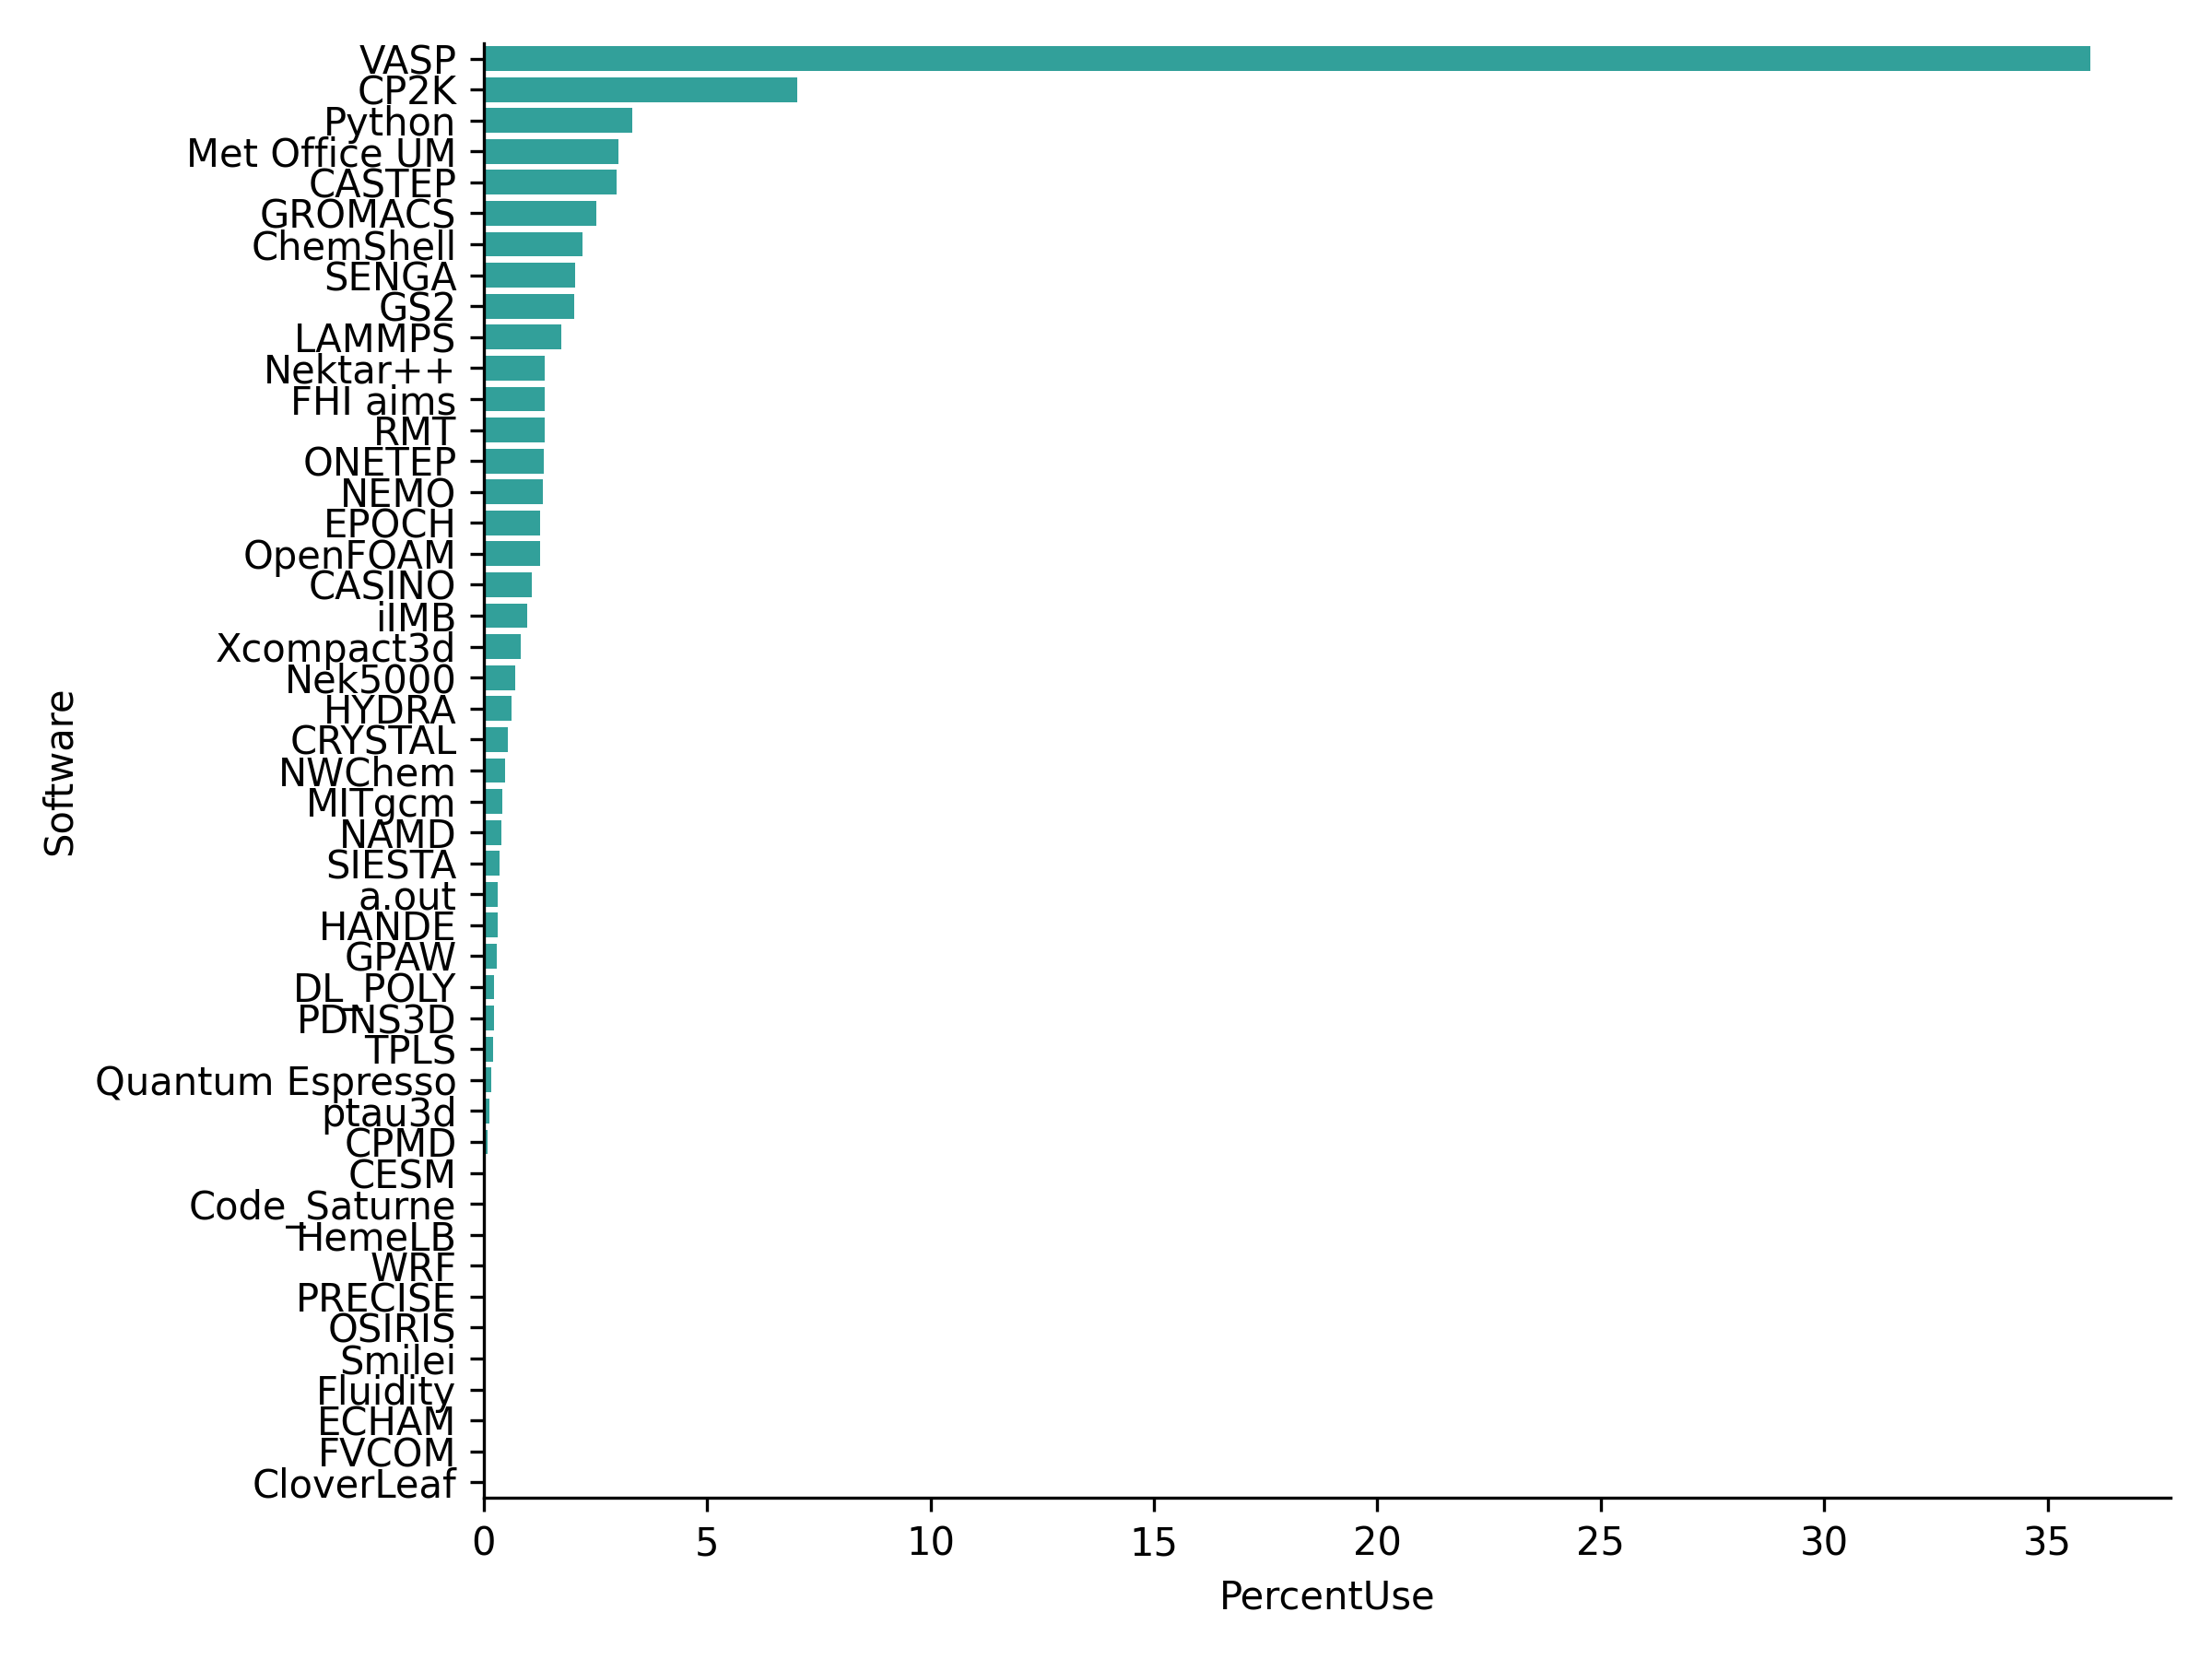 VASP
CP2K
Python
Met Office UM
CASTEP
GROMACS
ChemShell
SENGA
GS2
LAMMPS
Nektar++
FHI aims
RMT
ONETEP
NEMO
EPOCH
OpenFOAM
CASINO
iIMB
Xcompact3d
Nek5000
HYDRA
CRYSTAL
NWChem
MITgcm
NAMD
SIESTA
a.out
HANDE
GPAW
DL_POLY
PDNS3D
TPLS
Quantum Espresso
ptau3d
CPMD
CESM
Code_Saturne
HemeLB
WRF
PRECISE
OSIRIS
Smilei
Fluidity
ECHAM
FVCOM
CloverLeaf
Software
0 5 10 15 20 25 30 35
PercentUse